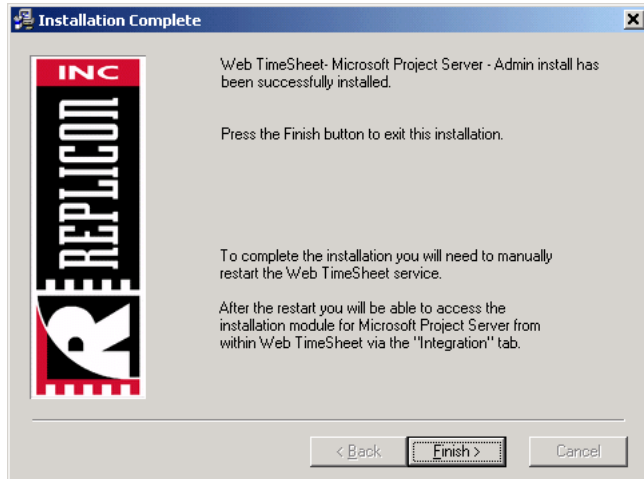 Installation Complete
INC
REPLICON
R
Web TimeSheet- Microsoft Project Server - Admin install has
been successfully installed.
Press the Finish button to exit this installation.
To complete the installation you will need to manually
restart the Web TimeSheet service.
After the restart you will be able to access the
installation module for Microsoft Project Server from
within Web TimeSheet via the "Integration" tab.
< Back
Finish >
Cancel